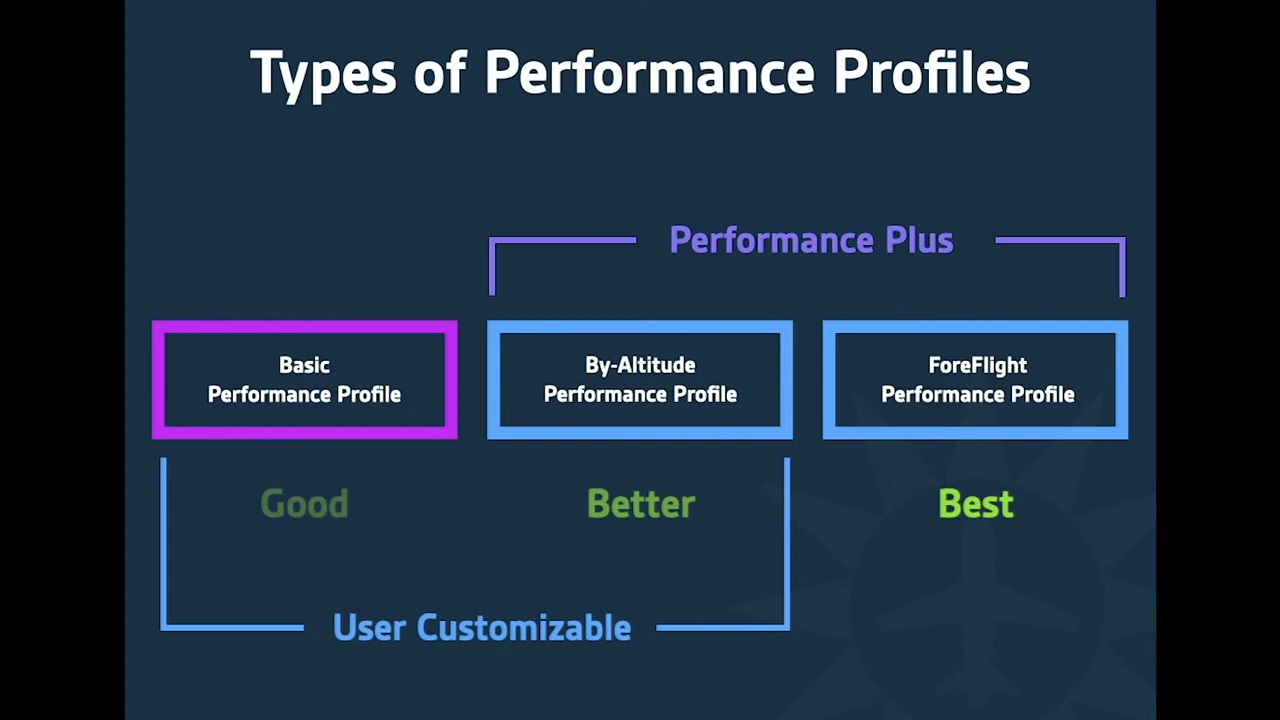 Types of Performance Profiles
Performance Plus
Basic
Performance Profile
By-Altitude
Performance Profile
ForeFlight
Performance Profile
Good
Better
Best
User Customizable